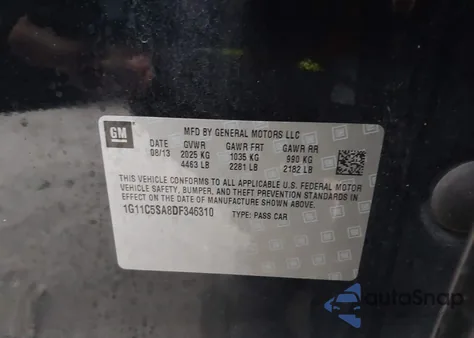 GM
MFD BY GENERAL MOTORS LLC
DATE GVWR GAWR FRT GAWR RR
08/13 2025 KG 1035 KG 990 KG
4463 LB 2281 LB 2182 LB
THIS VEHICLE CONFORMS TO ALL APPLICABLE U.S. FEDERAL MOTOR
VEHICLE SAFETY, BUMPER, AND THEFT PREVENTION STANDARDS IN
EFFECT ON THE DATE OF MANUFACTURE SHOWN ABOVE.
1G11C5SA8DF346310 TYPE: PASS CAR
autoSnap